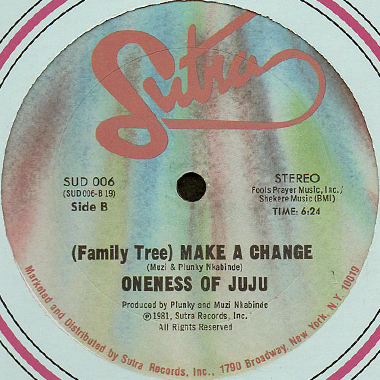 Sutra
SUD 006
(SUD 006-B 19)
Side B
STEREO
Fools Prayer Music, Inc./
Shekere Music (BMI)
TIME: 6:24
(Family Tree) MAKE A CHANGE
(Muzi & Plunky Nkabinde)
ONENESS OF JUJU
Produced by Plunky and Muzi Nkabinde
℗ 1981, Sutra Records, Inc.
All Rights Reserved
Marketed and Distributed by Sutra Records, Inc., 1790 Broadway, New York, N.Y. 10019